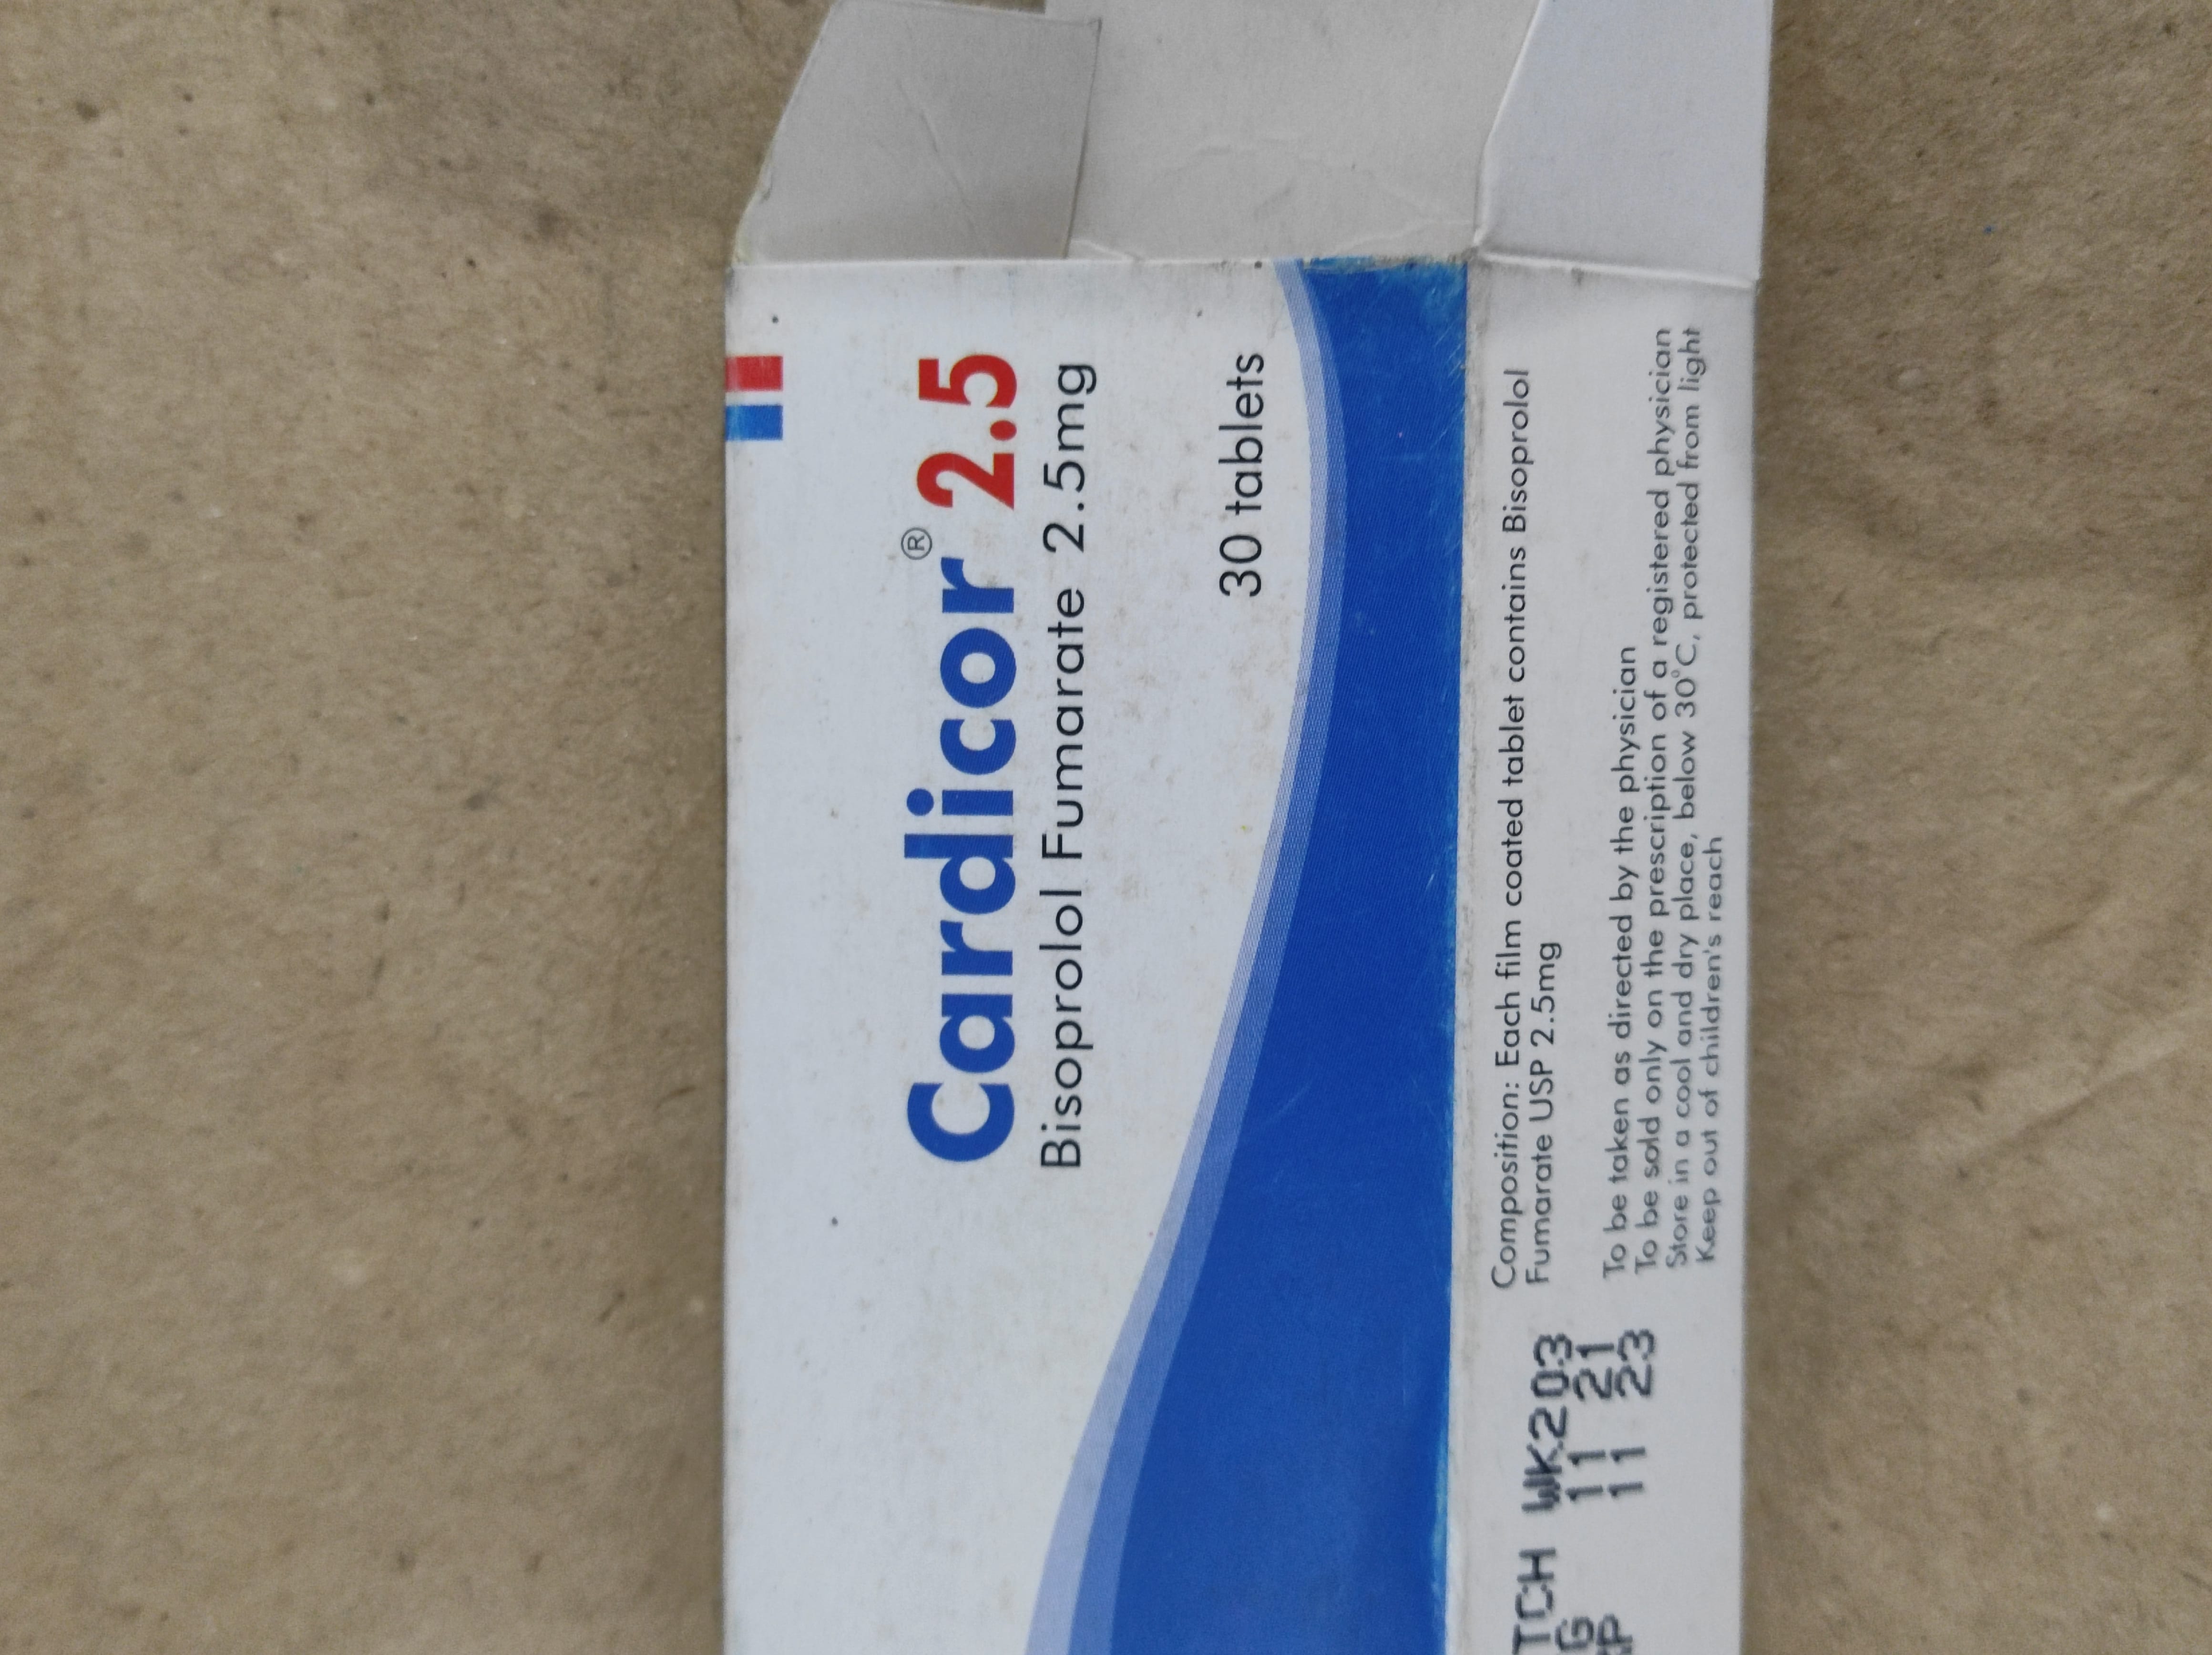 Cardicor® 2.5
Bisoprolol Fumarate 2.5mg
30 tablets
TCH WK203
G 11 21
P 11 23
Composition: Each film coated tablet contains Bisoprolol
Fumarate USP 2.5mg
To be taken as directed by the physician
To be sold only on the prescription of a registered physician
Store in a cool and dry place, below 30°C, protected from light
Keep out of children's reach